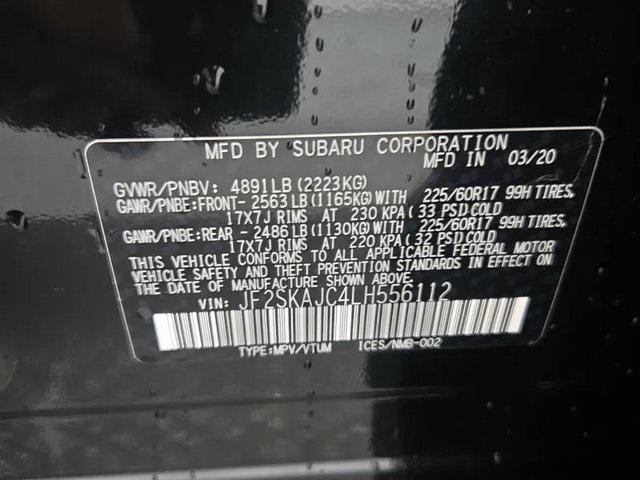 MFD BY SUBARU CORPORATION
MFD IN 03/20
GVWR/PNBV: 4891LB (2223KG)
GAWR/PNBE:FRONT- 2563LB (1165KG) WITH 225/60R17 99H TIRES,
17X7J RIMS AT 230 KPA (33 PSI) COLD
GAWR/PNBE:REAR - 2486LB (1130KG) WITH 225/60R17 99H TIRES,
17X7J RIMS AT 220 KPA (32 PSI) COLD
THIS VEHICLE CONFORMS TO ALL APPLICABLE FEDERAL MOTOR
VEHICLE SAFETY AND THEFT PREVENTION STANDARDS IN EFFECT ON
THE DATE OF MANUFACTURE SHOWN ABOVE.
VIN: JF2SKAJC4LH556112
TYPE:MPV/VTUM ICES/NMB-002